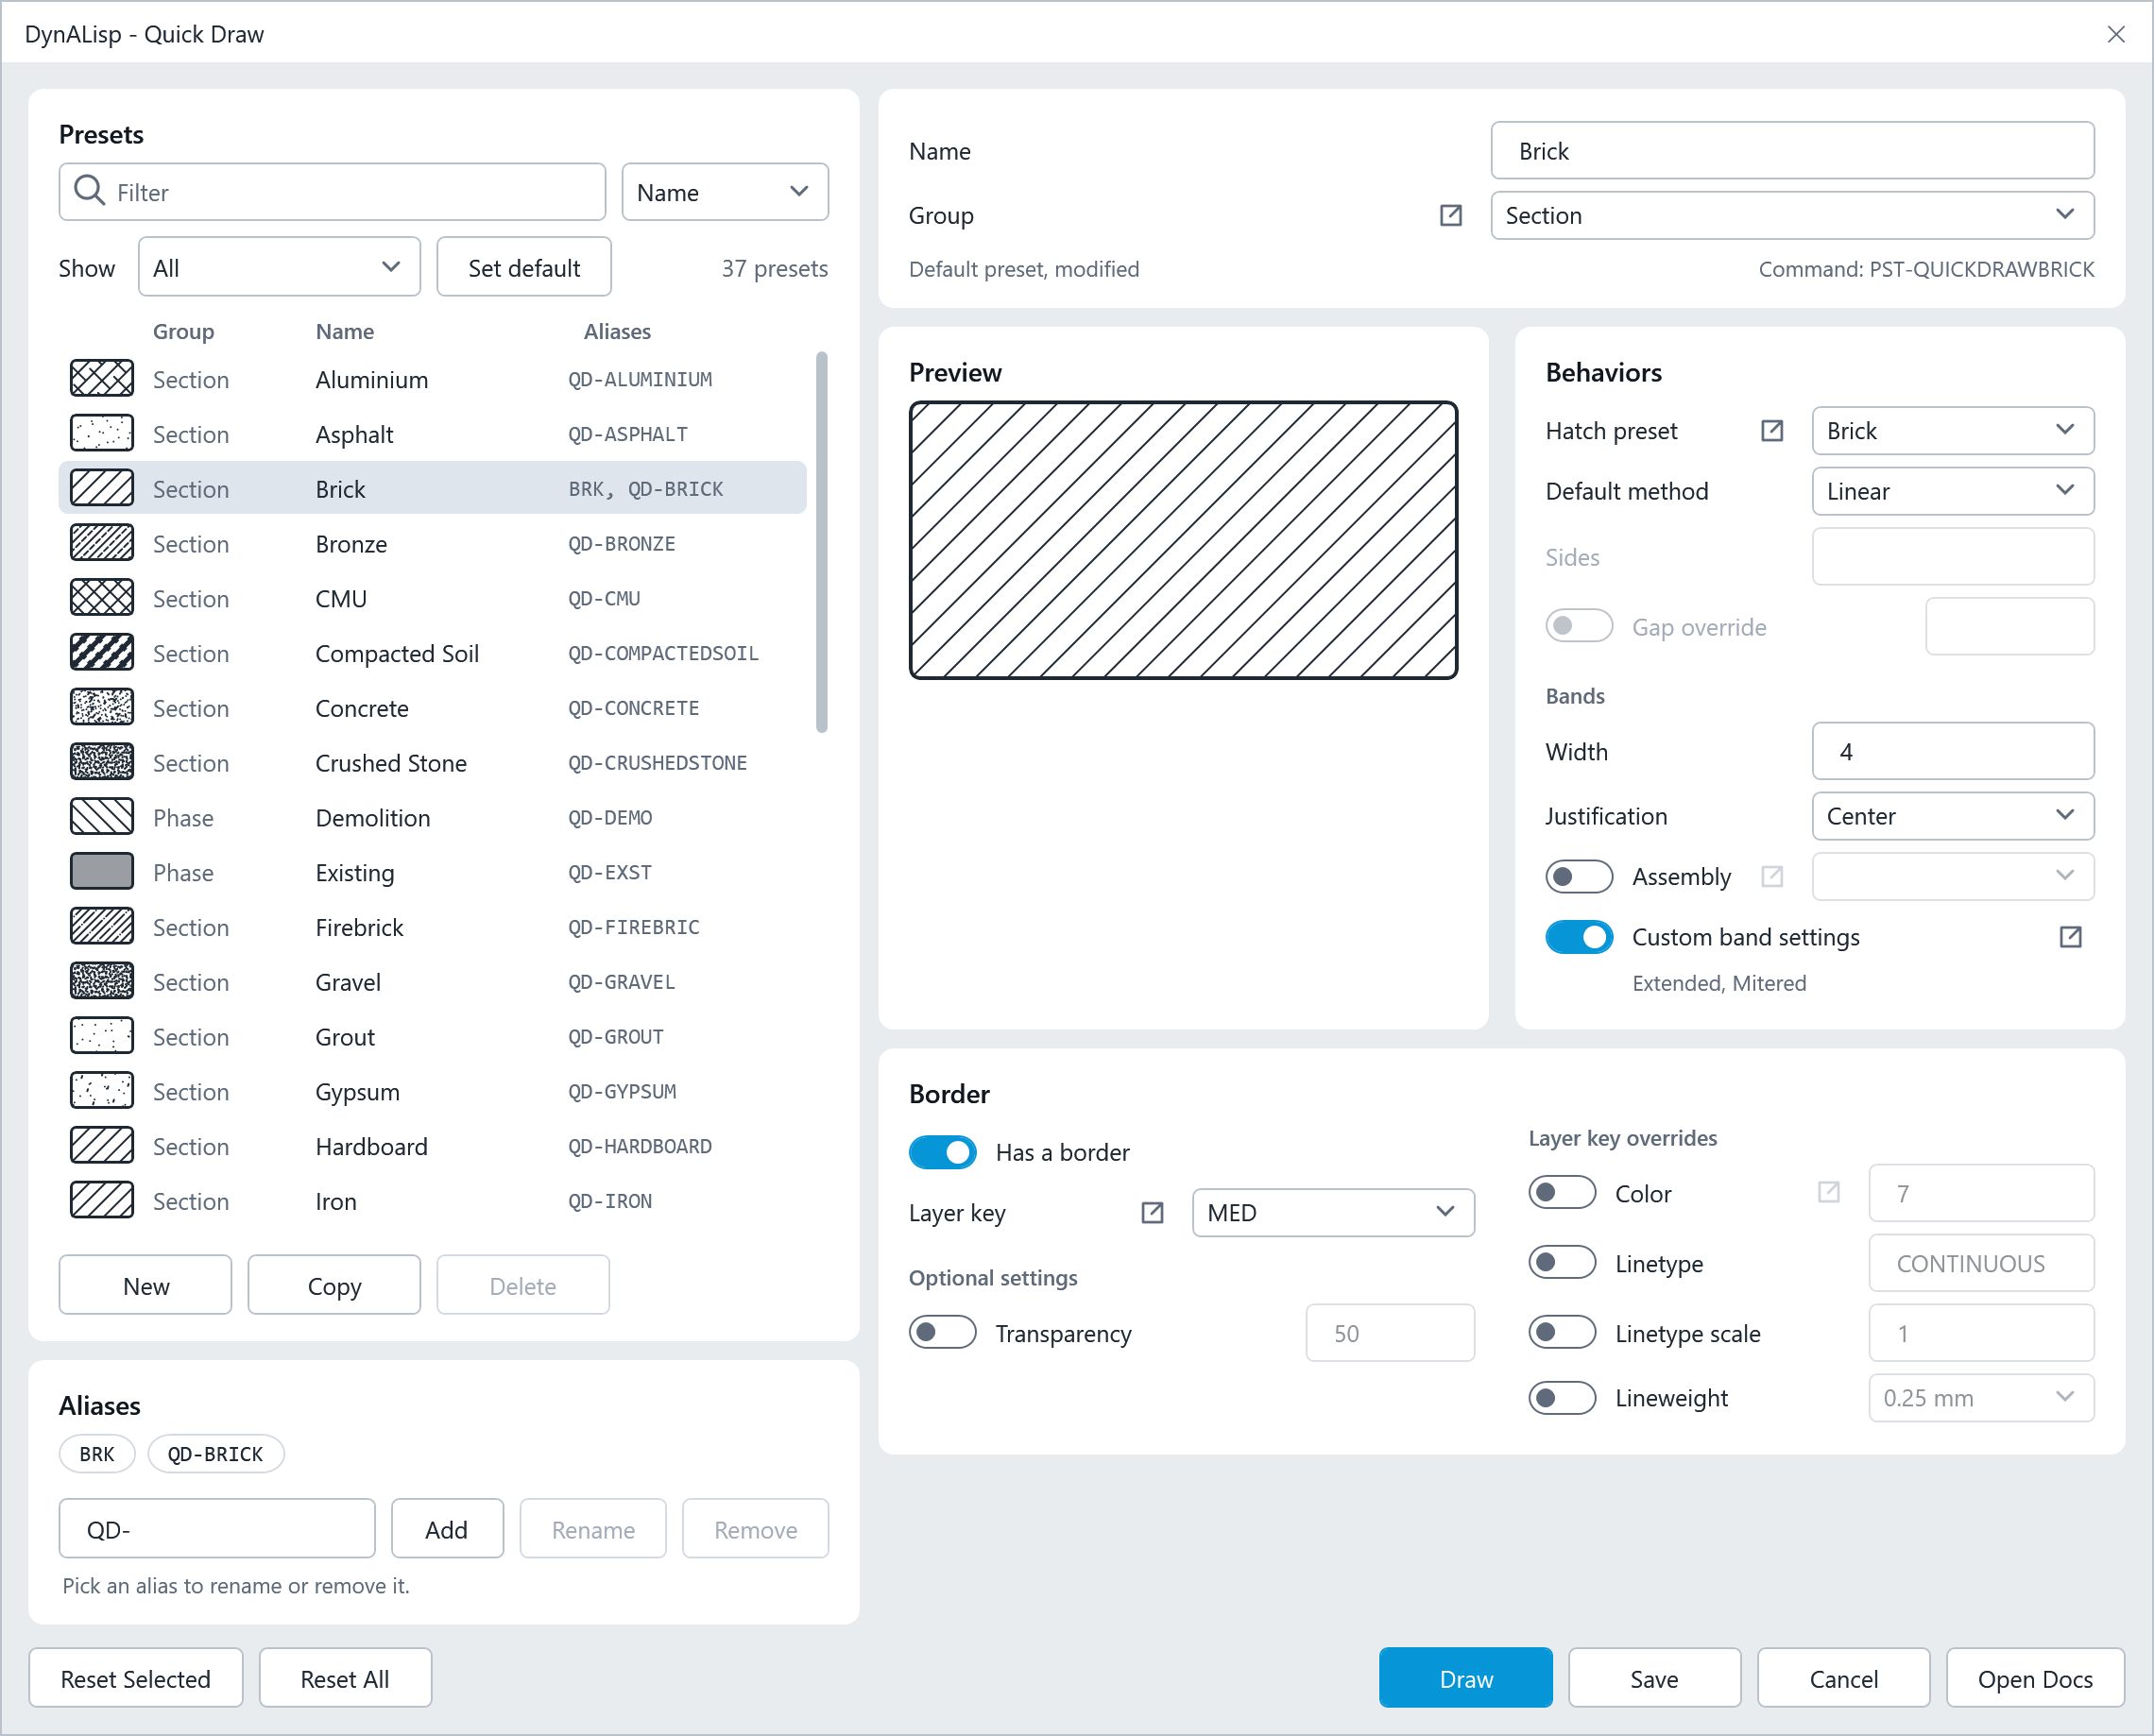 DynALisp - Quick Draw
Presets
Filter
Name
Show
All
Set default
37 presets
Group Name Aliases
Section Aluminium QD-ALUMINIUM
Section Asphalt QD-ASPHALT
Section Brick BRK, QD-BRICK
Section Bronze QD-BRONZE
Section CMU QD-CMU
Section Compacted Soil QD-COMPACTEDSOIL
Section Concrete QD-CONCRETE
Section Crushed Stone QD-CRUSHEDSTONE
Phase Demolition QD-DEMO
Phase Existing QD-EXST
Section Firebrick QD-FIREBRIC
Section Gravel QD-GRAVEL
Section Grout QD-GROUT
Section Gypsum QD-GYPSUM
Section Hardboard QD-HARDBOARD
Section Iron QD-IRON
New
Copy
Delete
Aliases
BRK
QD-BRICK
QD-
Add
Rename
Remove
Pick an alias to rename or remove it.
Name
Brick
Group
Section
Default preset, modified
Command: PST-QUICKDRAWBRICK
Preview
Behaviors
Hatch preset
Brick
Default method
Linear
Sides
Gap override
Bands
Width
4
Justification
Center
Assembly
Custom band settings
Extended, Mitered
Border
Has a border
Layer key
MED
Optional settings
Transparency
50
Layer key overrides
Color
7
Linetype
CONTINUOUS
Linetype scale
1
Lineweight
0.25 mm
Reset Selected
Reset All
Draw
Save
Cancel
Open Docs